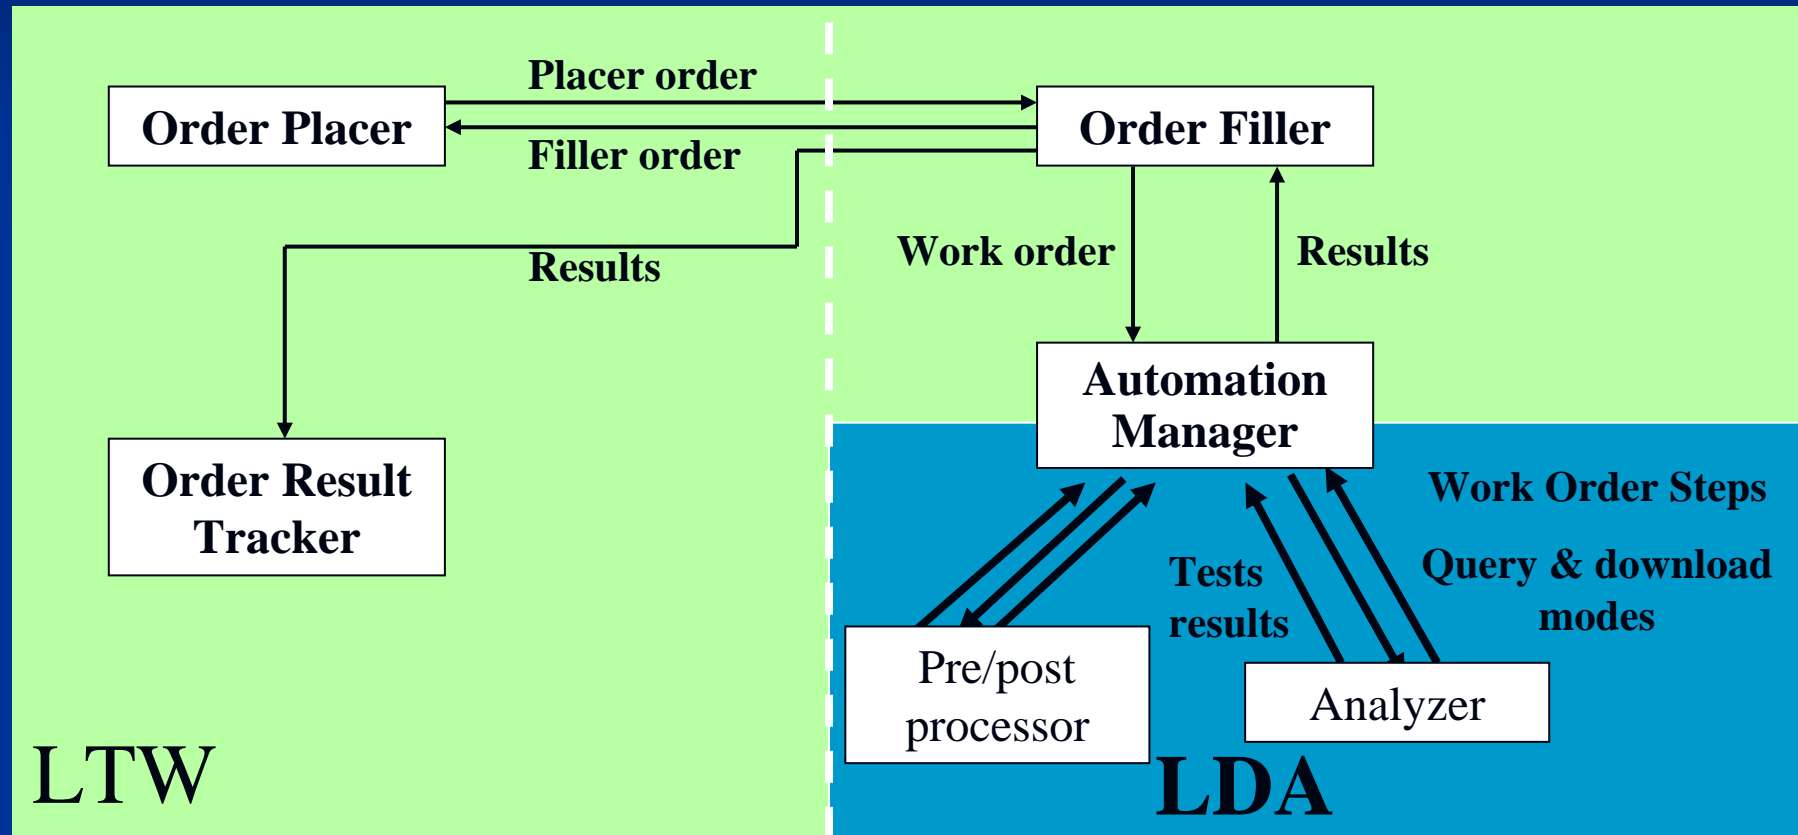 Placer order
Order Placer
Order Filler
Filler order
Work order
Results
Results
Automation
Manager
Order Result
Tracker
Work Order Steps
Tests
results
Query & download
modes
Pre/post
processor
Analyzer
LTW
LDA